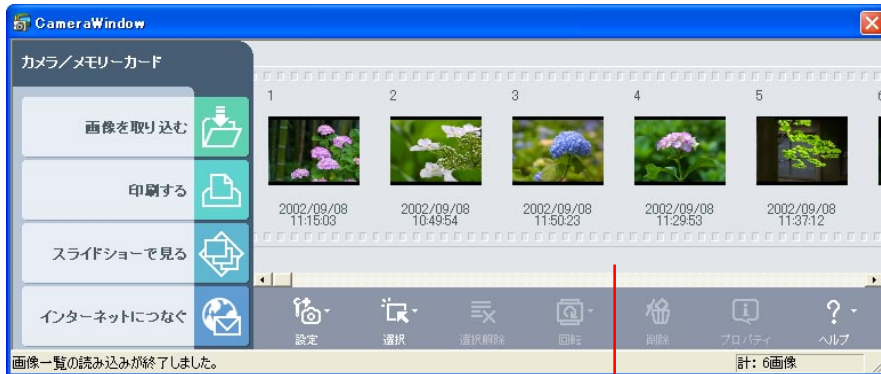 CameraWindow
カメラ/メモリーカード
画像を取り込む
印刷する
スライドショーで見る
インターネットにつなぐ
1
2
3
4
5
2002/09/08
11:15:03
2002/09/08
10:49:54
2002/09/08
11:50:23
2002/09/08
11:29:53
2002/09/08
11:37:12
設定
選択
選択解除
回転
削除
プロパティ
ヘルプ
画像一覧の読み込みが終了しました。
計: 6画像